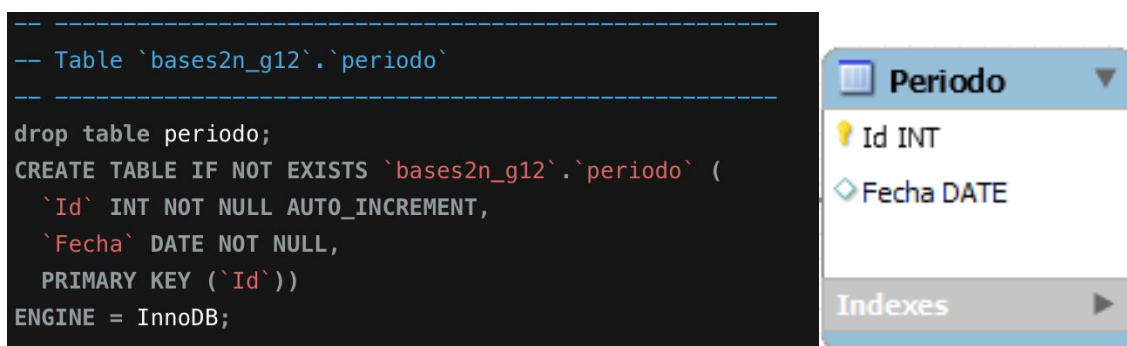 -- -----------------------------------------------------
-- Table `bases2n_g12`.`periodo`
-- -----------------------------------------------------
drop table periodo;
CREATE TABLE IF NOT EXISTS `bases2n_g12`.`periodo` (
`Id` INT NOT NULL AUTO_INCREMENT,
`Fecha` DATE NOT NULL,
PRIMARY KEY (`Id`))
ENGINE = InnoDB;
Periodo
Id INT
Fecha DATE
Indexes